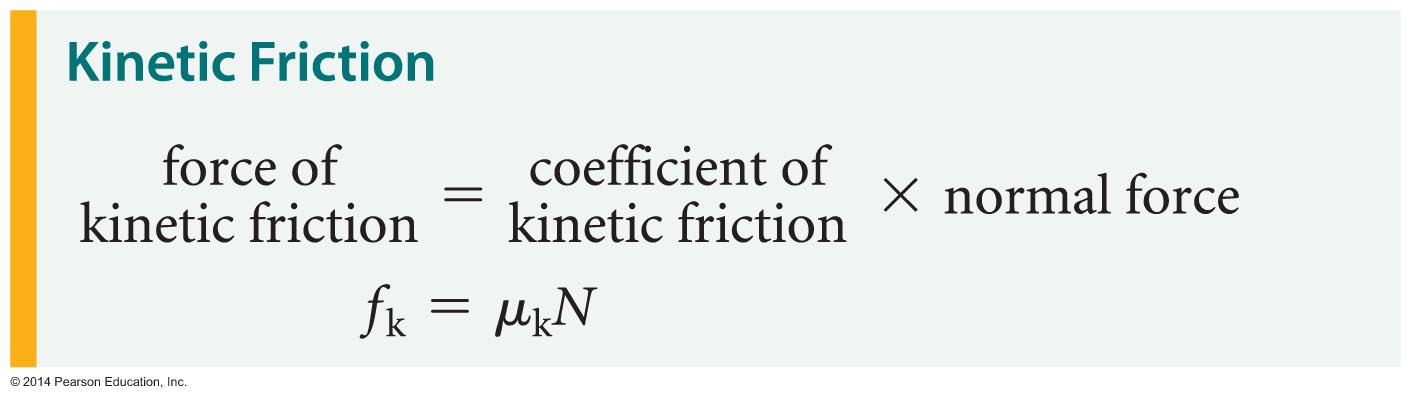 Kinetic Friction
force of
kinetic friction = coefficient of
kinetic friction × normal force
fₖ = μₖN
© 2014 Pearson Education, Inc.